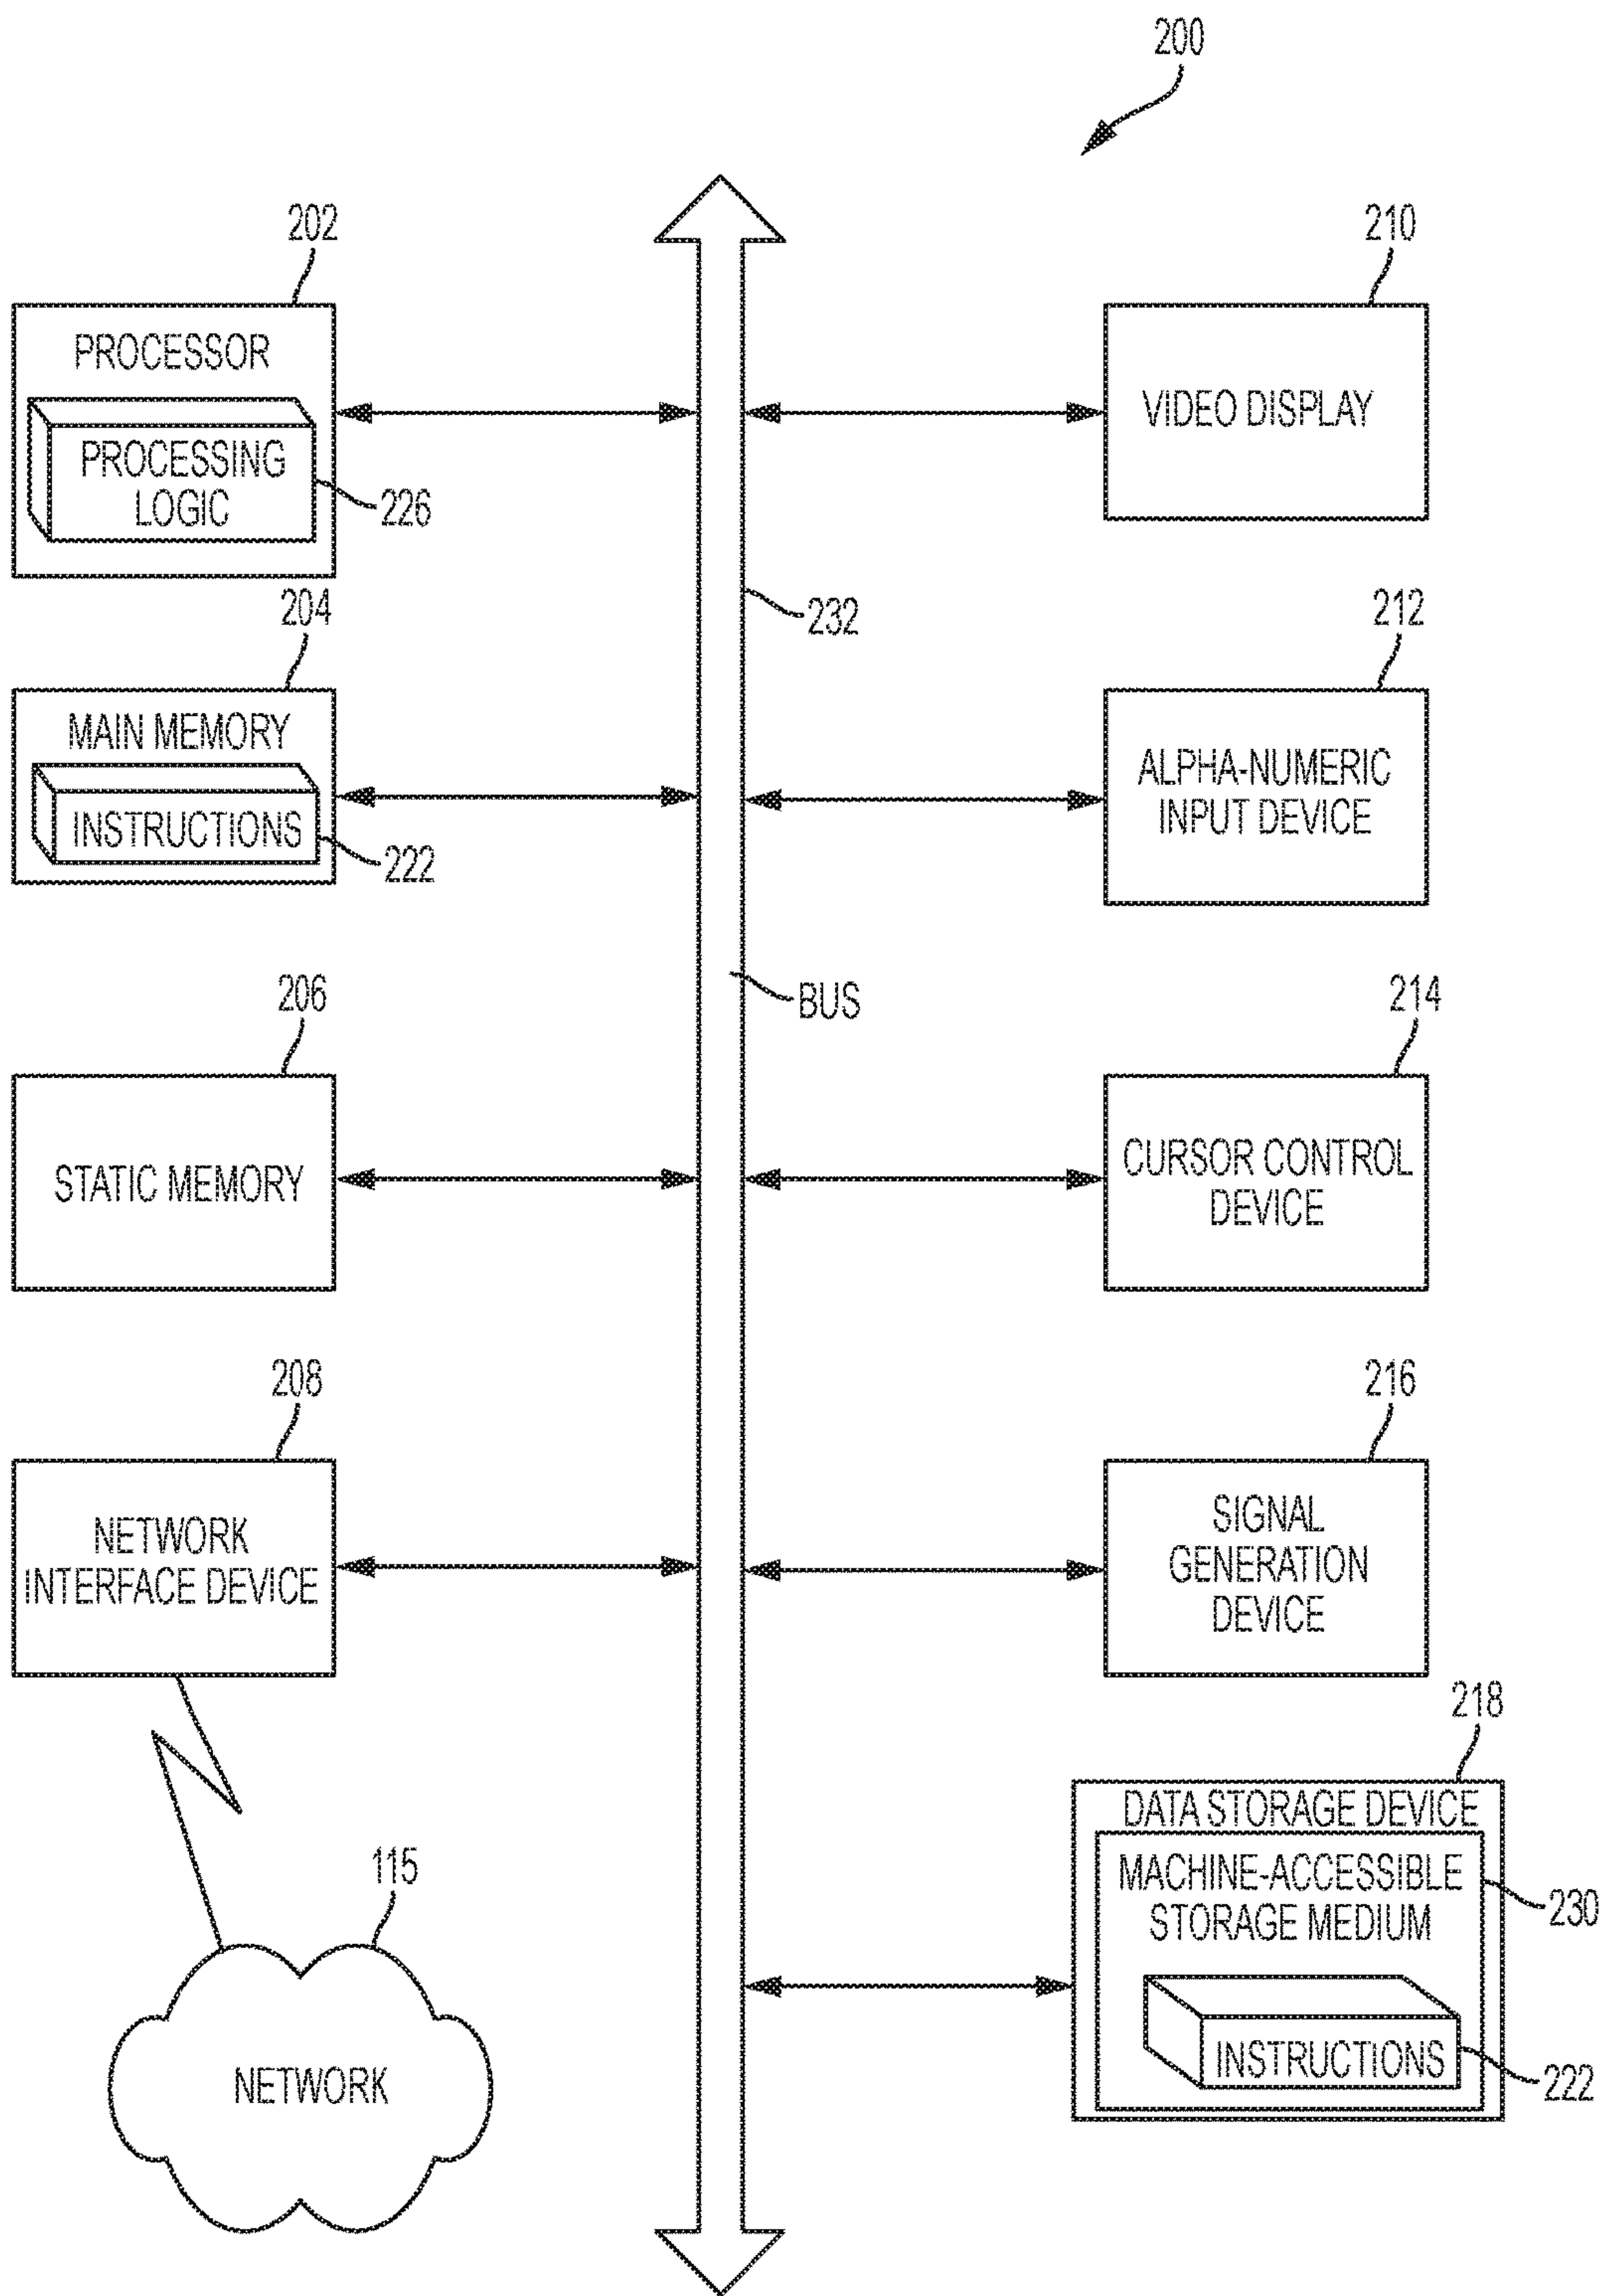 200
202
PROCESSOR
PROCESSING
LOGIC
226
204
MAIN MEMORY
INSTRUCTIONS
222
206
STATIC MEMORY
208
NETWORK
INTERFACE DEVICE
115
NETWORK
232
BUS
210
VIDEO DISPLAY
212
ALPHA-NUMERIC
INPUT DEVICE
214
CURSOR CONTROL
DEVICE
216
SIGNAL
GENERATION
DEVICE
218
DATA STORAGE DEVICE
MACHINE-ACCESSIBLE
STORAGE MEDIUM
230
INSTRUCTIONS
222